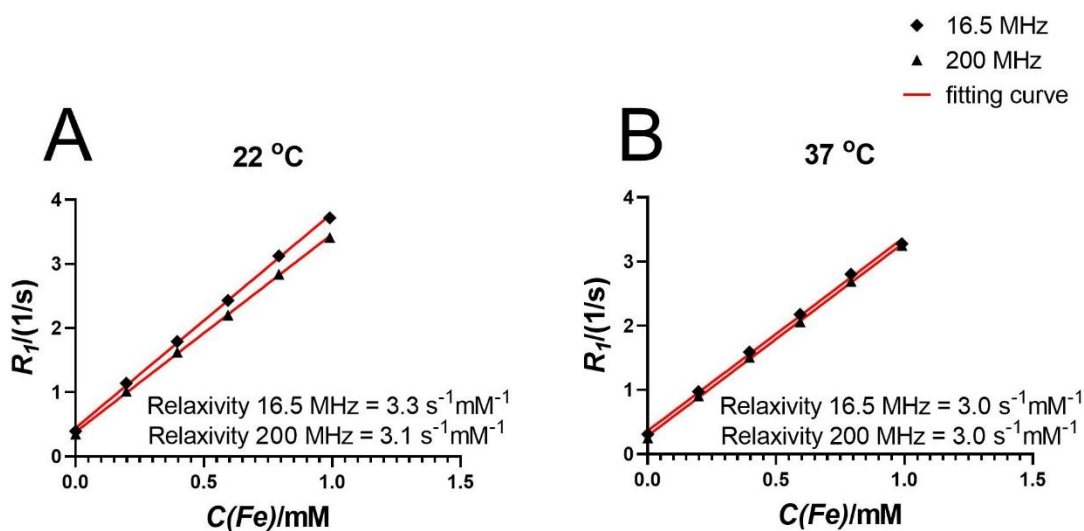 16.5 MHz
200 MHz
fitting curve
A
22 °C
4
3
2
1
0
0.0 0.5 1.0 1.5
R₁/(1/s)
C(Fe)/mM
Relaxivity 16.5 MHz = 3.3 s⁻¹mM⁻¹
Relaxivity 200 MHz = 3.1 s⁻¹mM⁻¹
B
37 °C
4
3
2
1
0
0.0 0.5 1.0 1.5
R₁/(1/s)
C(Fe)/mM
Relaxivity 16.5 MHz = 3.0 s⁻¹mM⁻¹
Relaxivity 200 MHz = 3.0 s⁻¹mM⁻¹